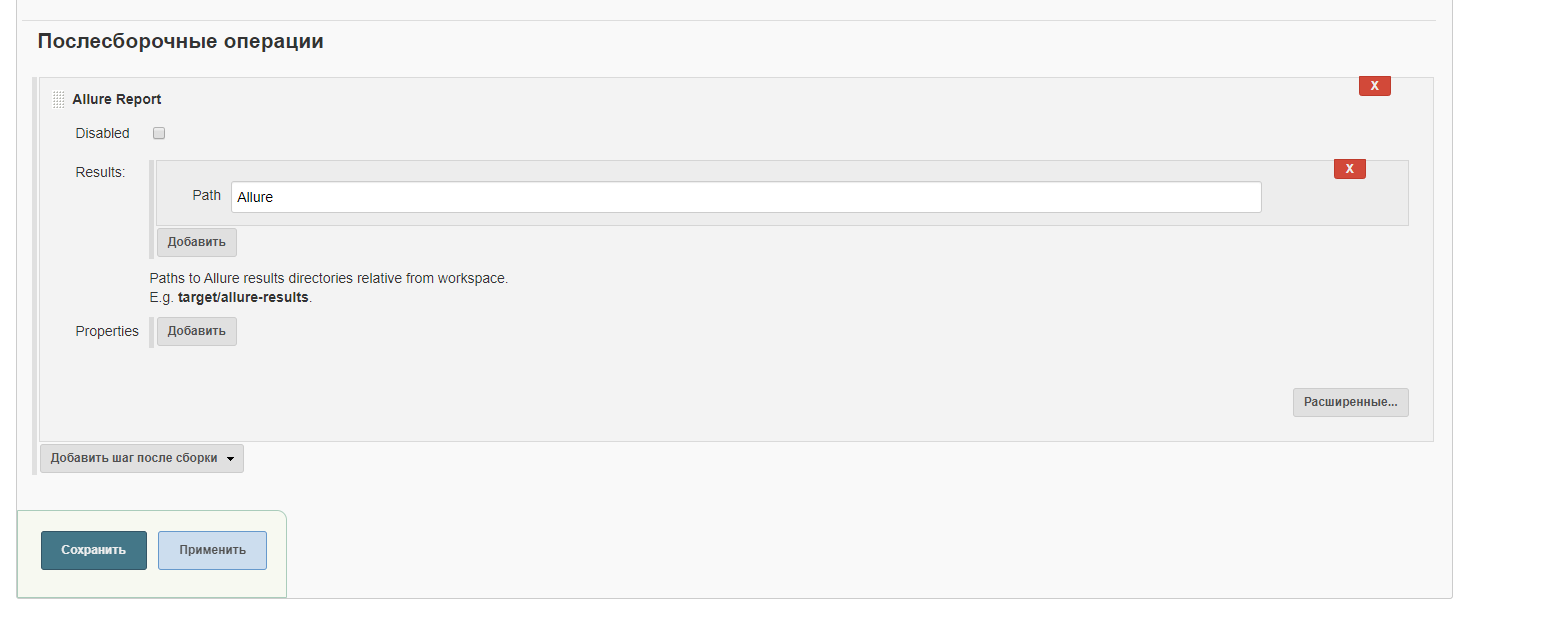 Послесборочные операции
X
Allure Report
Disabled
Results:
X
Path Allure
Добавить
Paths to Allure results directories relative from workspace.
E.g. target/allure-results.
Properties Добавить
Расширенные...
Добавить шаг после сборки
Сохранить Применить